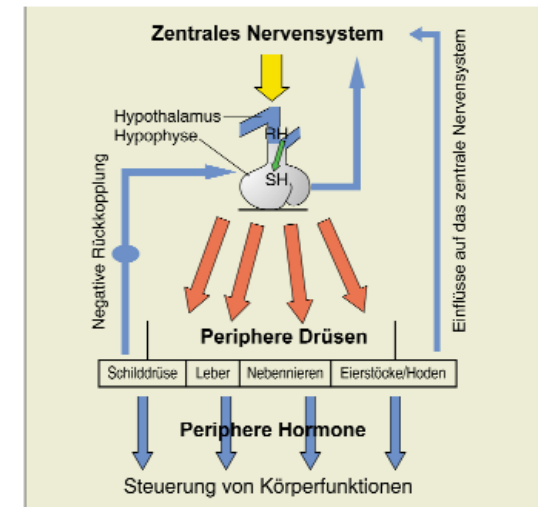 Zentrales Nervensystem
Hypothalamus
Hypophyse
RH
SH
Negative Rückkopplung
Einflüsse auf das zentrale Nervensystem
Periphere Drüsen
Schilddrüse Leber Nebennieren Eierstöcke/Hoden
Periphere Hormone
Steuerung von Körperfunktionen